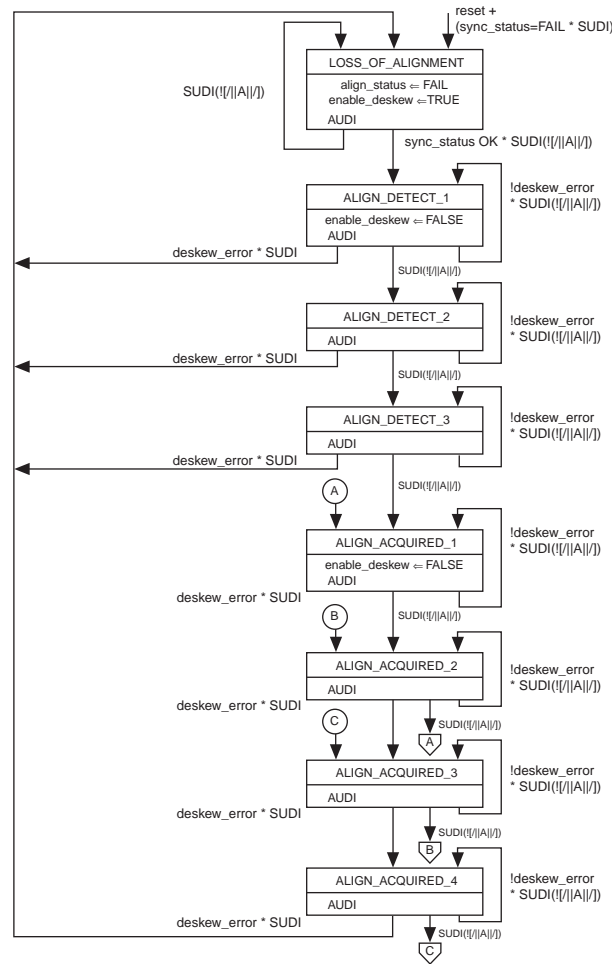 reset +
(sync_status=FAIL * SUDI)
LOSS_OF_ALIGNMENT
align_status ⇐ FAIL
enable_deskew ⇐TRUE
AUDI
SUDI(![/||A||/])
sync_status OK * SUDI(![/||A||/])
ALIGN_DETECT_1
enable_deskew ⇐ FALSE
AUDI
!deskew_error
* SUDI(![/||A||/])
deskew_error * SUDI
SUDI(![/||A||/])
ALIGN_DETECT_2
AUDI
!deskew_error
* SUDI(![/||A||/])
deskew_error * SUDI
SUDI(![/||A||/])
ALIGN_DETECT_3
AUDI
!deskew_error
* SUDI(![/||A||/])
deskew_error * SUDI
SUDI(![/||A||/])
A
ALIGN_ACQUIRED_1
enable_deskew ⇐ FALSE
AUDI
!deskew_error
* SUDI(![/||A||/])
deskew_error * SUDI
SUDI(![/||A||/])
B
ALIGN_ACQUIRED_2
AUDI
!deskew_error
* SUDI(![/||A||/])
deskew_error * SUDI
SUDI(![/||A||/])
A
C
ALIGN_ACQUIRED_3
AUDI
!deskew_error
* SUDI(![/||A||/])
deskew_error * SUDI
SUDI(![/||A||/])
B
ALIGN_ACQUIRED_4
AUDI
!deskew_error
* SUDI(![/||A||/])
deskew_error * SUDI
SUDI(![/||A||/])
C